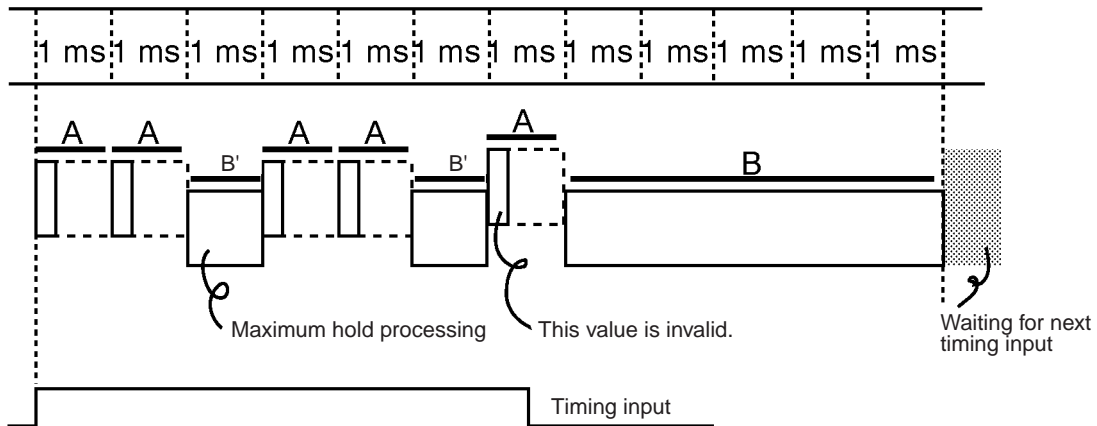 1 ms 1 ms 1 ms 1 ms 1 ms 1 ms 1 ms 1 ms 1 ms 1 ms 1 ms 1 ms
A A B' A A B' A B
Maximum hold processing
This value is invalid.
Waiting for next
timing input
Timing input